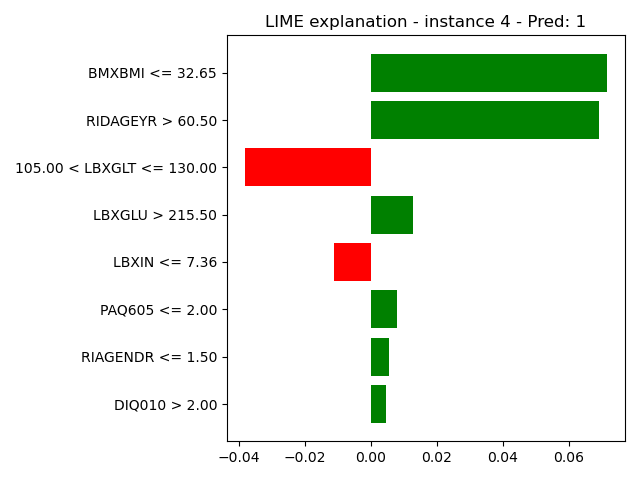 LIME explanation - instance 4 - Pred: 1
BMXBMI <= 32.65
RIDAGEYR > 60.50
105.00 < LBXGLT <= 130.00
LBXGLU > 215.50
LBXIN <= 7.36
PAQ605 <= 2.00
RIAGENDR <= 1.50
DIQ010 > 2.00
−0.04 −0.02 0.00 0.02 0.04 0.06